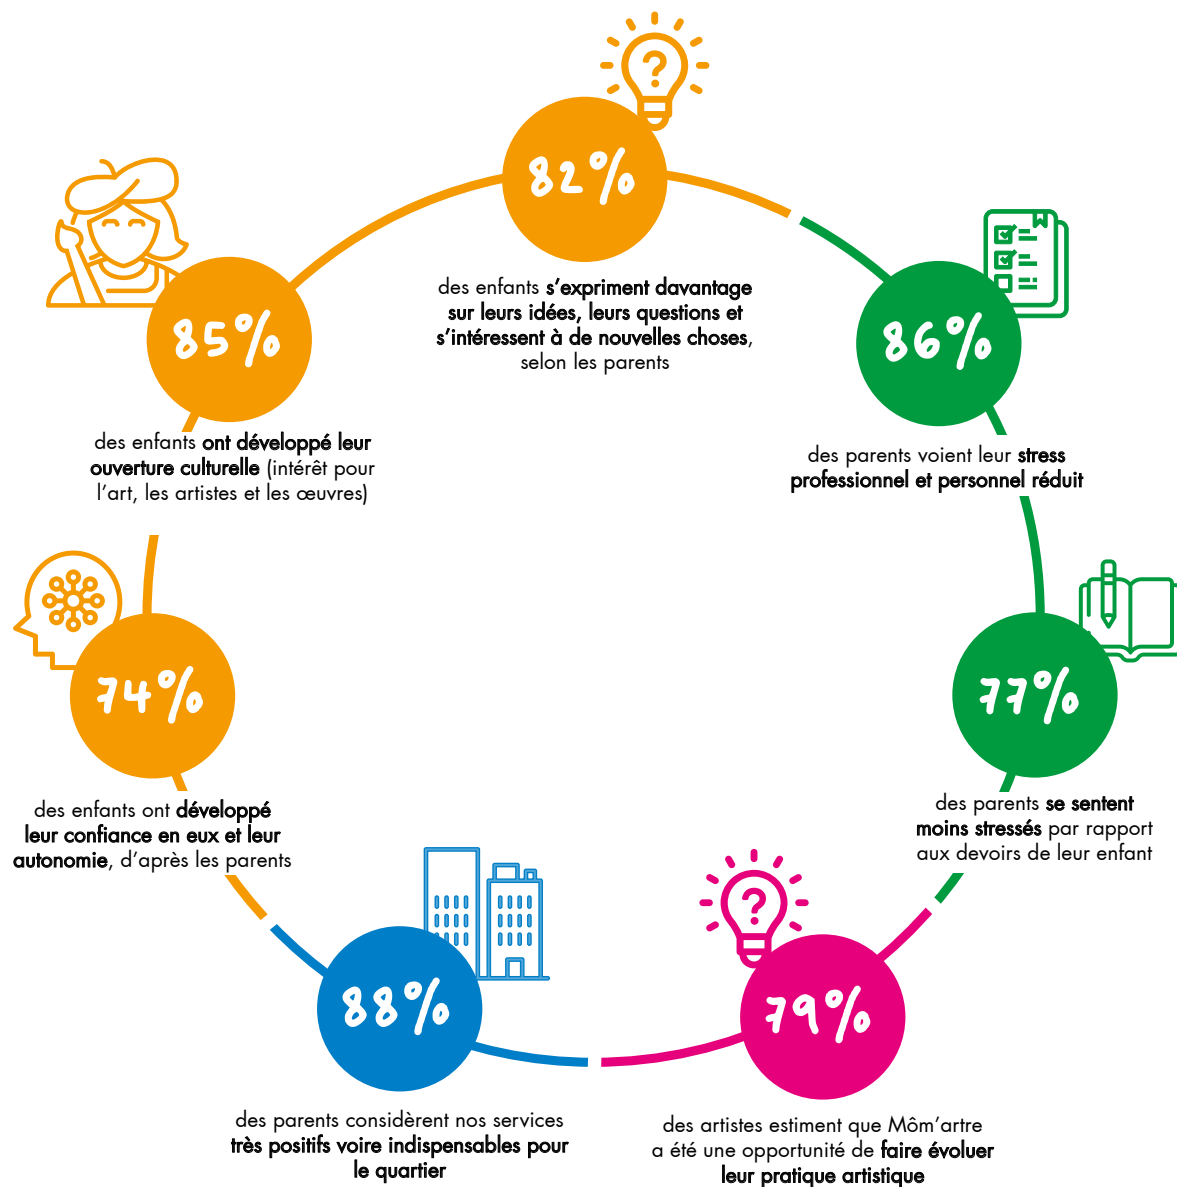 82%
des enfants s’expriment davantage
sur leurs idées, leurs questions et
s’intéressent à de nouvelles choses,
selon les parents
85%
des enfants ont développé leur
ouverture culturelle (intérêt pour
l’art, les artistes et les œuvres)
86%
des parents voient leur stress
professionnel et personnel réduit
74%
des enfants ont développé
leur confiance en eux et leur
autonomie, d’après les parents
77%
des parents se sentent
moins stressés par rapport
aux devoirs de leur enfant
88%
des parents considèrent nos services
très positifs voire indispensables pour
le quartier
79%
des artistes estiment que Môm’artre
a été une opportunité de faire évoluer
leur pratique artistique